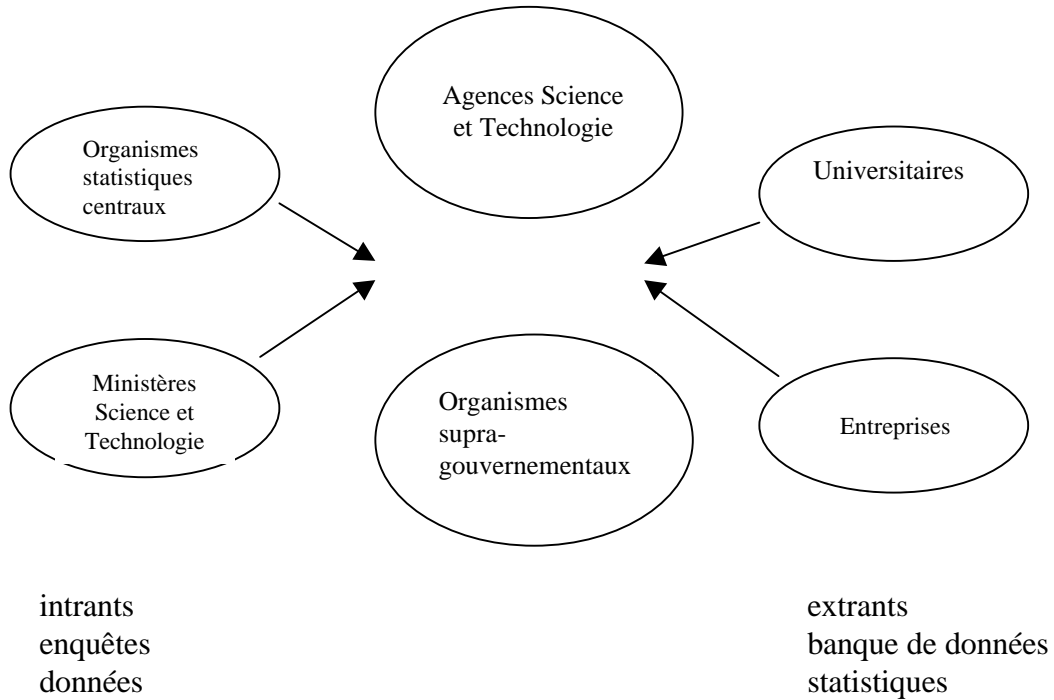 Agences Science
et Technologie
Organismes
statistiques
centraux
Universitaires
Ministères
Science et
Technologie
Organismes
supra-
gouvernementaux
Entreprises
intrants
enquêtes
données
extrants
banque de données
statistiques